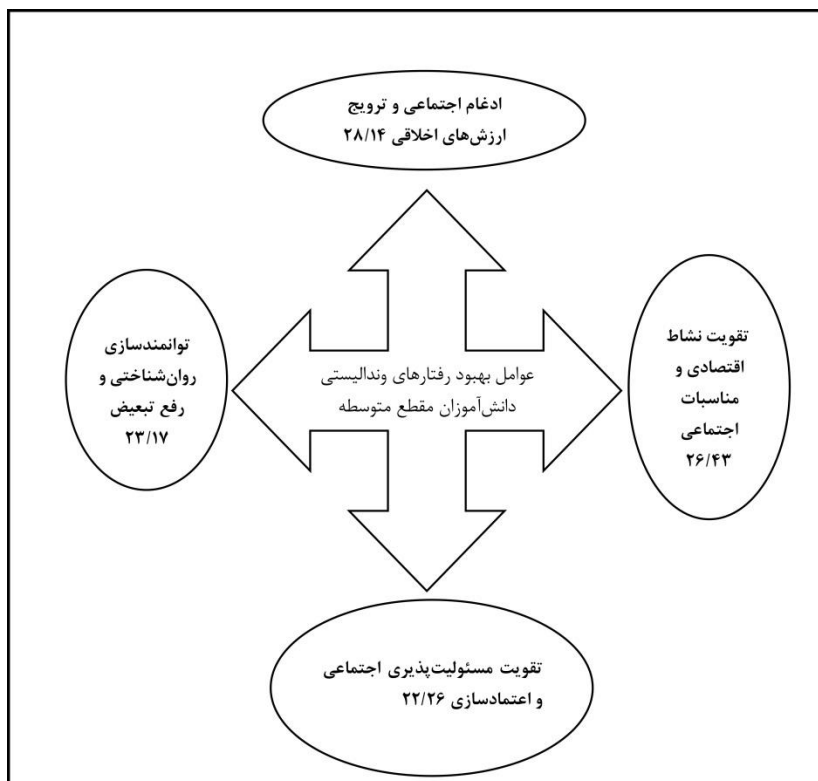 ادغام اجتماعی و ترویج
ارزش‌های اخلاقی ۲۸/۱۴
تقویت نشاط
اقتصادی و
مناسبات
اجتماعی
۲۶/۴۳
عوامل بهبود رفتارهای وندالیستی
دانش‌آموزان مقطع متوسطه
توانمندسازی
روان‌شناختی و
رفع تبعیض
۲۳/۱۷
تقویت مسئولیت‌پذیری اجتماعی
و اعتمادسازی ۲۲/۲۶